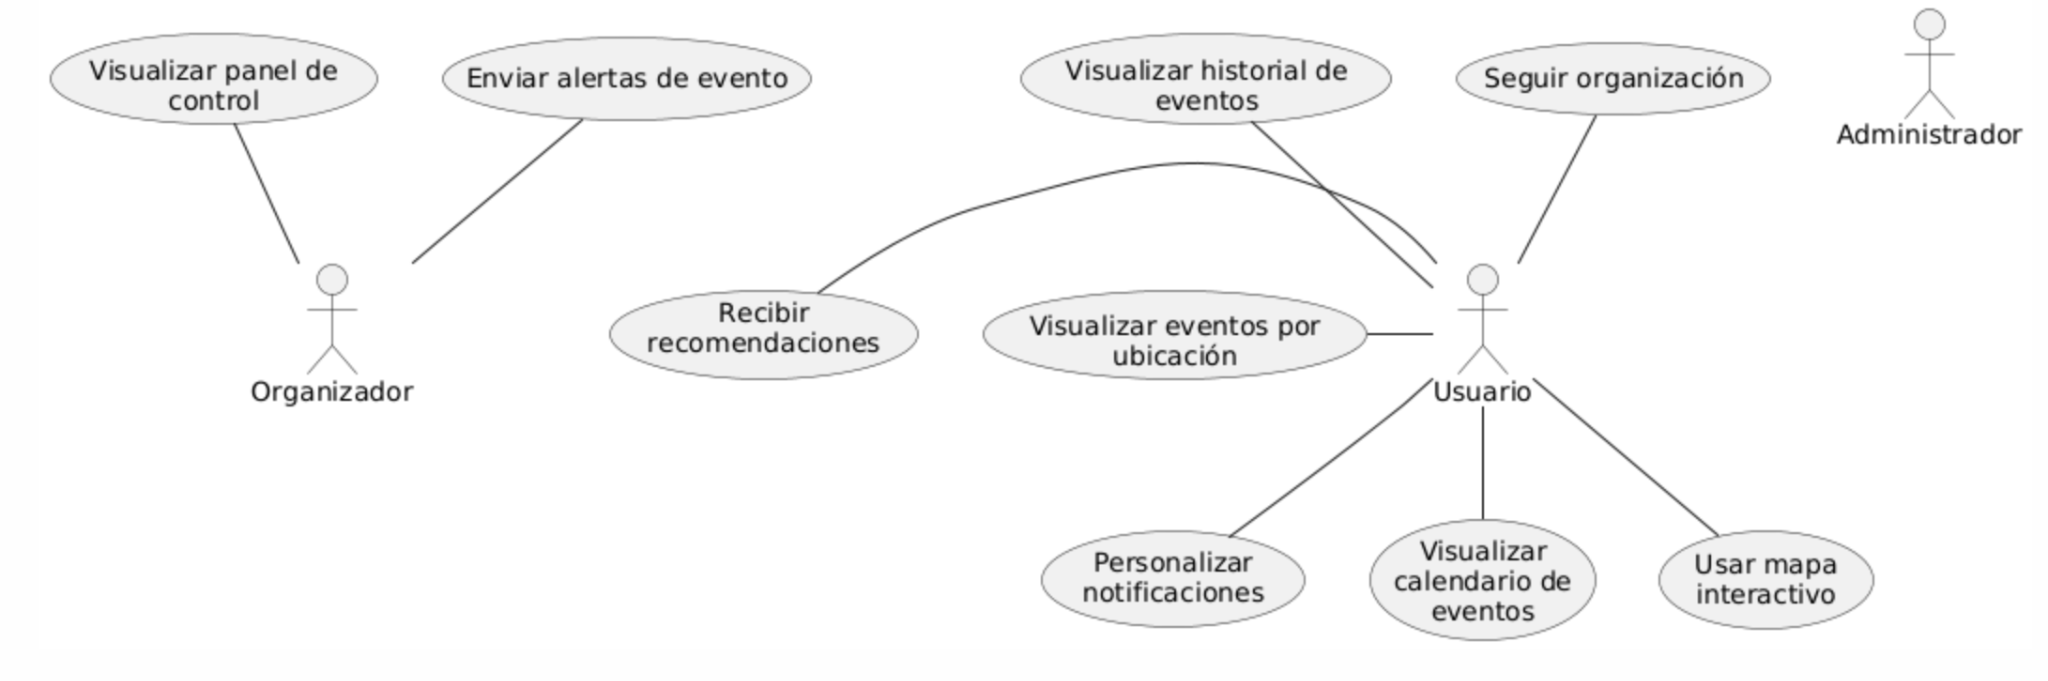 Visualizar panel de
control
Enviar alertas de evento
Visualizar historial de
eventos
Seguir organización
Administrador
Organizador
Recibir
recomendaciones
Visualizar eventos por
ubicación
Usuario
Personalizar
notificaciones
Visualizar
calendario de
eventos
Usar mapa
interactivo